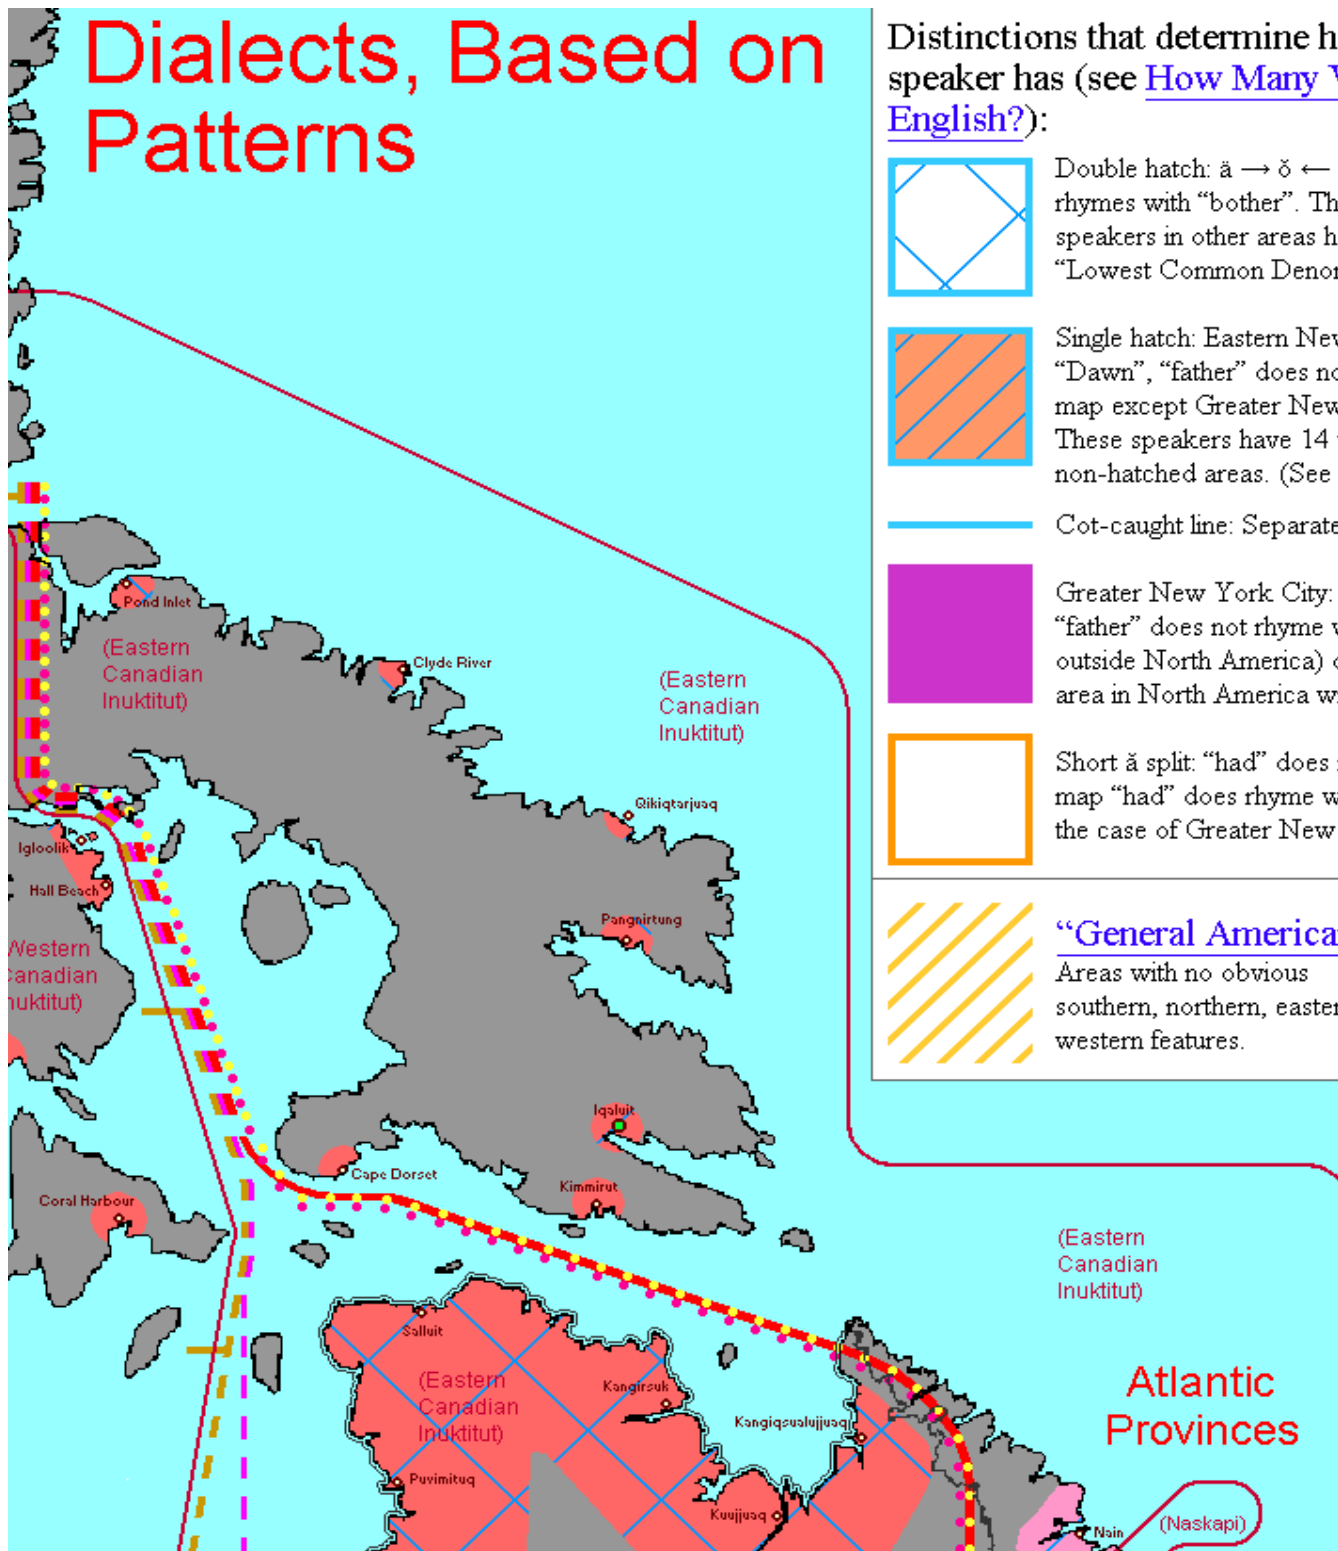 Dialects, Based on
Patterns
Distinctions that determine h
speaker has (see How Many V
English?):
Double hatch: ä → ŏ ←
rhymes with “bother”. Th
speakers in other areas h
“Lowest Common Denor
Single hatch: Eastern New
“Dawn”, “father” does no
map except Greater New
These speakers have 14
non-hatched areas. (See
Cot-caught line: Separate
Greater New York City:
“father” does not rhyme w
outside North America) o
area in North America wi
Short ă split: “had” does
map “had” does rhyme w
the case of Greater New
“General America
Areas with no obvious
southern, northern, easter
western features.
Pond Inlet
(Eastern
Canadian
Inuktitut)
Clyde River
(Eastern
Canadian
Inuktitut)
Qikiqtarjuaq
Igloolik
Hall Beach
Pangnirtung
Western
Canadian
nuktitut)
Iqaluit
Cape Dorset
Kimmirut
Coral Harbour
(Eastern
Canadian
Inuktitut)
Salluit
(Eastern
Canadian
Inuktitut)
Kangirsuk
Kangiqsualujjuaq
Atlantic
Provinces
Puvirnituq
Kuujjuaq
Nain
(Naskapi)